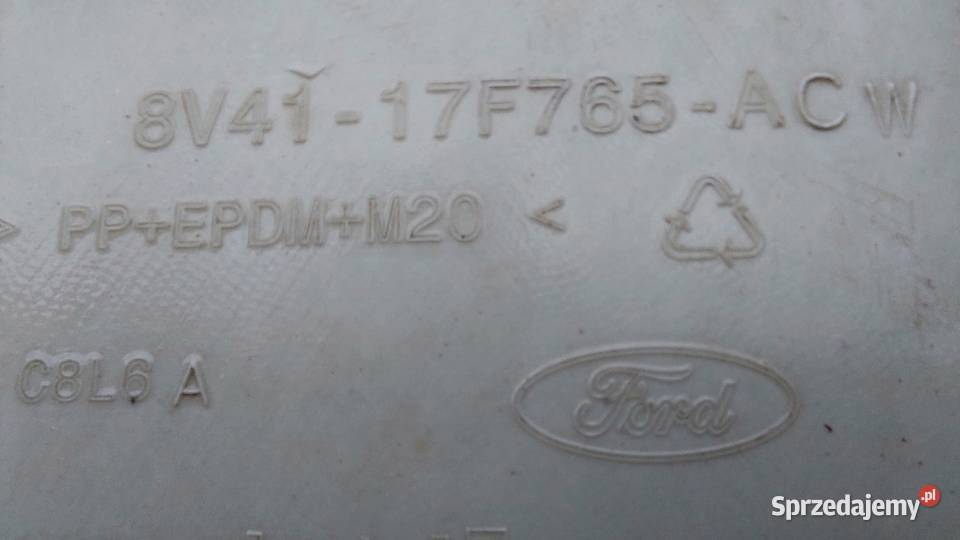 8V41-17F765-ACW
> PP+EPDM+M20 <
C8L6 A
Ford
Sprzedajemy.pl